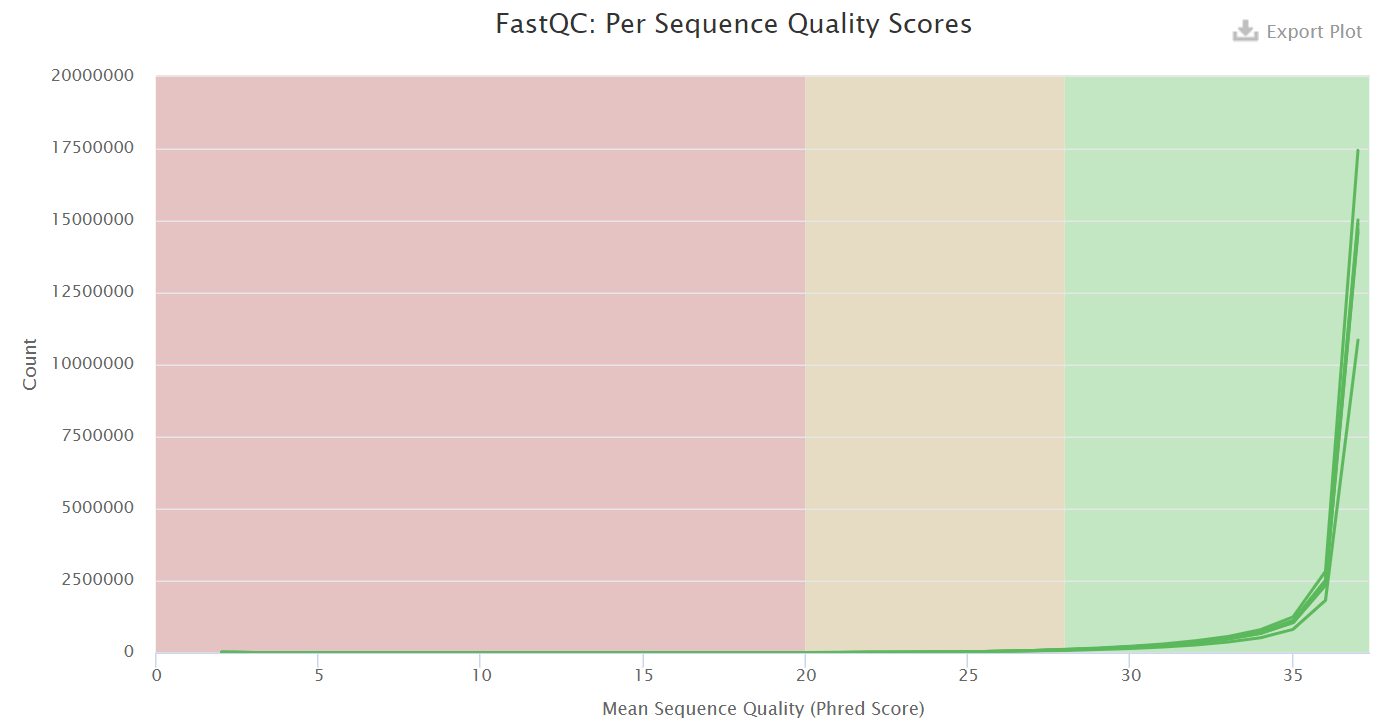 FastQC: Per Sequence Quality Scores
Export Plot
20000000
17500000
15000000
12500000
10000000
7500000
5000000
2500000
0
Count
0 5 10 15 20 25 30 35
Mean Sequence Quality (Phred Score)